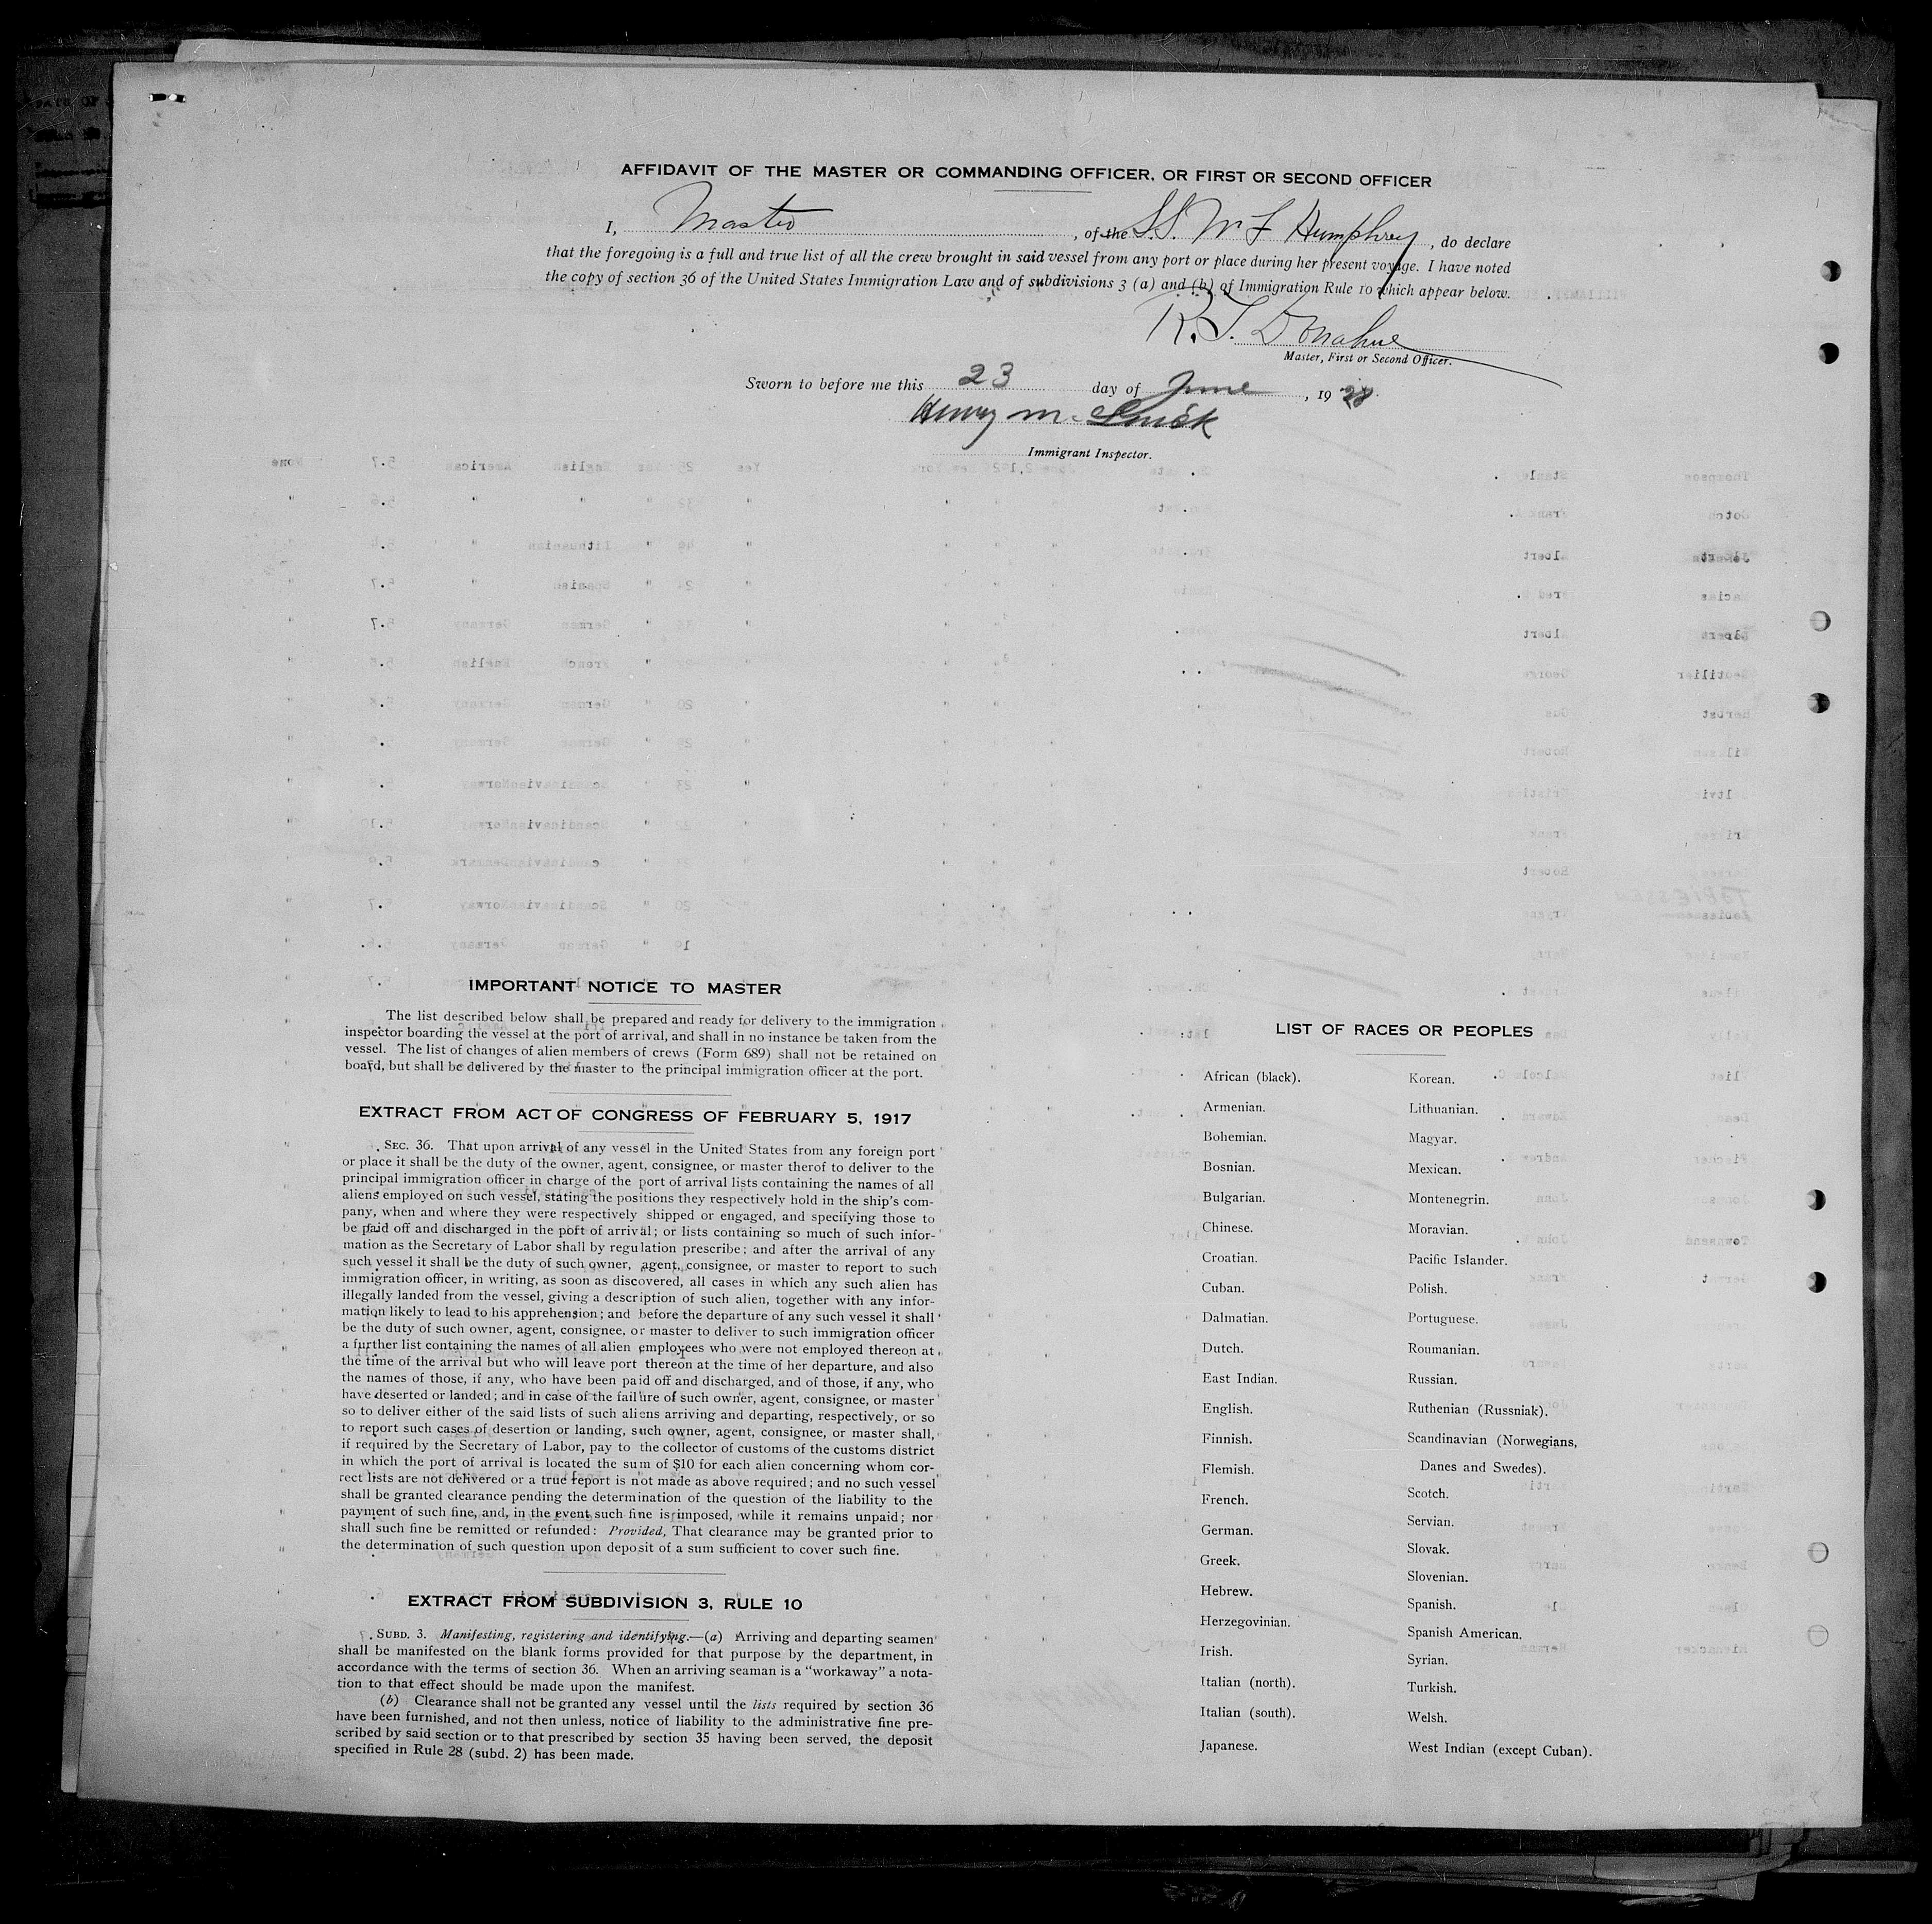 AFFIDAVIT OF THE MASTER OR COMMANDING OFFICER, OR FIRST OR SECOND OFFICER
I, Master, of the S.S. W F Humphrey, do declare
that the foregoing is a full and true list of all the crew brought in said vessel from any port or place during her present voyage. I have noted
the copy of section 36 of the United States Immigration Law and of subdivisions 3 (a) and (b) of Immigration Rule 10 which appear below.
R. T. Donahue
Master, First or Second Officer.
Sworn to before me this 23 day of June, 1928
Henry M.
Immigrant Inspector.
IMPORTANT NOTICE TO MASTER
The list described below shall be prepared and ready for delivery to the immigration
inspector boarding the vessel at the port of arrival, and shall in no instance be taken from the
vessel. The list of changes of alien members of crews (Form 689) shall not be retained on
board, but shall be delivered by the master to the principal immigration officer at the port.
EXTRACT FROM ACT OF CONGRESS OF FEBRUARY 5, 1917
SEC. 36. That upon arrival of any vessel in the United States from any foreign port
or place it shall be the duty of the owner, agent, consignee, or master therof to deliver to the
principal immigration officer in charge of the port of arrival lists containing the names of all
aliens employed on such vessel, stating the positions they respectively hold in the ship's com-
pany, when and where they were respectively shipped or engaged, and specifying those to
be paid off and discharged in the port of arrival; or lists containing so much of such infor-
mation as the Secretary of Labor shall by regulation prescribe; and after the arrival of any
such vessel it shall be the duty of such owner, agent, consignee, or master to report to such
immigration officer, in writing, as soon as discovered, all cases in which any such alien has
illegally landed from the vessel, giving a description of such alien, together with any infor-
mation likely to lead to his apprehension; and before the departure of any such vessel it shall
be the duty of such owner, agent, consignee, or master to deliver to such immigration officer
a further list containing the names of all alien employees who were not employed thereon at
the time of the arrival but who will leave port thereon at the time of her departure, and also
the names of those, if any, who have been paid off and discharged, and of those, if any, who
have deserted or landed; and in case of the failure of such owner, agent, consignee, or master
so to deliver either of the said lists of such aliens arriving and departing, respectively, or so
to report such cases of desertion or landing, such owner, agent, consignee, or master shall,
if required by the Secretary of Labor, pay to the collector of customs of the customs district
in which the port of arrival is located the sum of $10 for each alien concerning whom cor-
rect lists are not delivered or a true report is not made as above required; and no such vessel
shall be granted clearance pending the determination of the question of the liability to the
payment of such fine, and, in the event such fine is imposed, while it remains unpaid; nor
shall such fine be remitted or refunded: Provided, That clearance may be granted prior to
the determination of such question upon deposit of a sum sufficient to cover such fine.
EXTRACT FROM SUBDIVISION 3, RULE 10
SUBD. 3. Manifesting, registering and identifying.—(a) Arriving and departing seamen
shall be manifested on the blank forms provided for that purpose by the department, in
accordance with the terms of section 36. When an arriving seaman is a "workaway" a nota-
tion to that effect should be made upon the manifest.
(b) Clearance shall not be granted any vessel until the lists required by section 36
have been furnished, and not then unless, notice of liability to the administrative fine pre-
scribed by said section or to that prescribed by section 35 having been served, the deposit
specified in Rule 28 (subd. 2) has been made.
LIST OF RACES OR PEOPLES
African (black).
Armenian.
Bohemian.
Bosnian.
Bulgarian.
Chinese.
Croatian.
Cuban.
Dalmatian.
Dutch.
East Indian.
English.
Finnish.
Flemish.
French.
German.
Greek.
Hebrew.
Herzegovinian.
Irish.
Italian (north).
Italian (south).
Japanese.
Korean.
Lithuanian.
Magyar.
Mexican.
Montenegrin.
Moravian.
Pacific Islander.
Polish.
Portuguese.
Roumanian.
Russian.
Ruthenian (Russniak).
Scandinavian (Norwegians,
Danes and Swedes).
Scotch.
Servian.
Slovak.
Slovenian.
Spanish.
Spanish American.
Syrian.
Turkish.
Welsh.
West Indian (except Cuban).